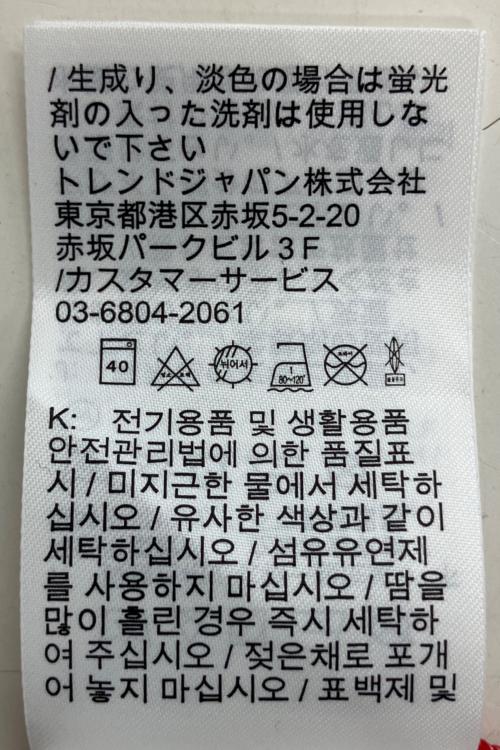 / 生成り、淡色の場合は蛍光
剤の入った洗剤は使用しな
いで下さい
トレンドジャパン株式会社
東京都港区赤坂5-2-20
赤坂パークビル３Ｆ
/カスタマーサービス
03-6804-2061
40
뉘어서
1
80~120
K: 전기용품 및 생활용품
안전관리법에 의한 품질표
시 / 미지근한 물에서 세탁하
십시오 / 유사한 색상과 같이
세탁하십시오 / 섬유유연제
를 사용하지 마십시오 / 땀을
많이 흘린 경우 즉시 세탁하
여 주십시오 / 젖은채로 포개
어 놓지 마십시오 / 표백제 및